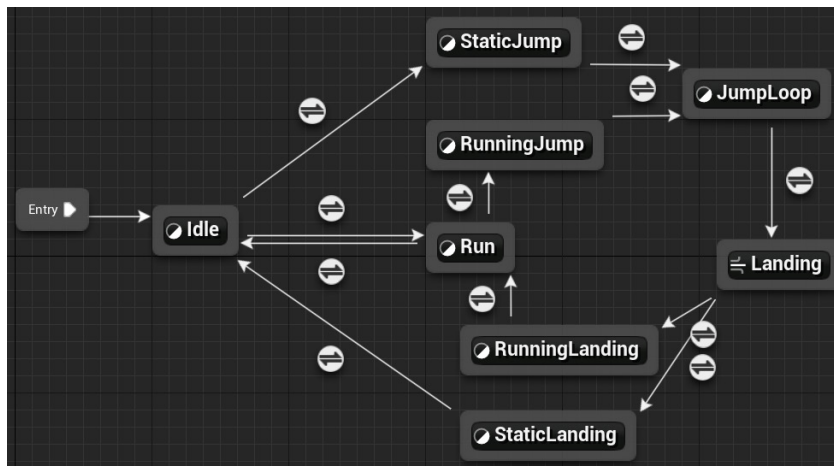 StaticJump
JumpLoop
RunningJump
Entry
Idle
Run
Landing
RunningLanding
StaticLanding